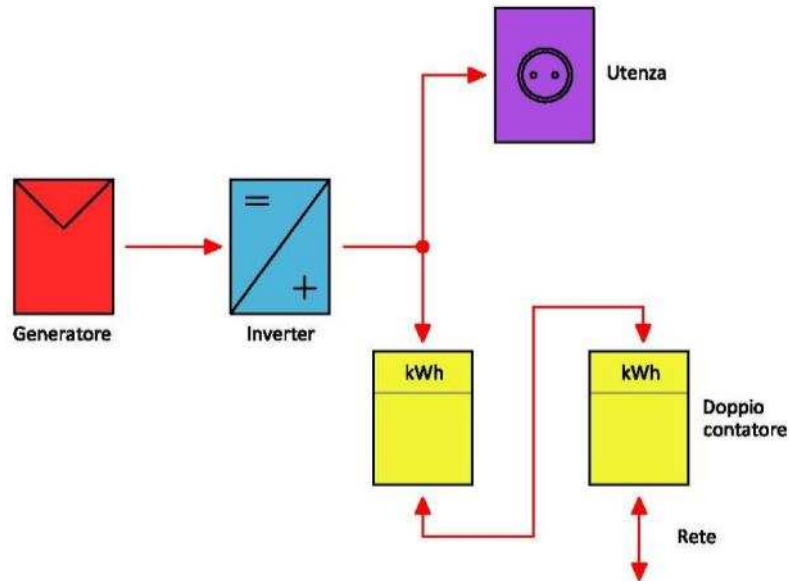 Utenza
Generatore
Inverter
kWh
kWh
Doppio
contatore
Rete